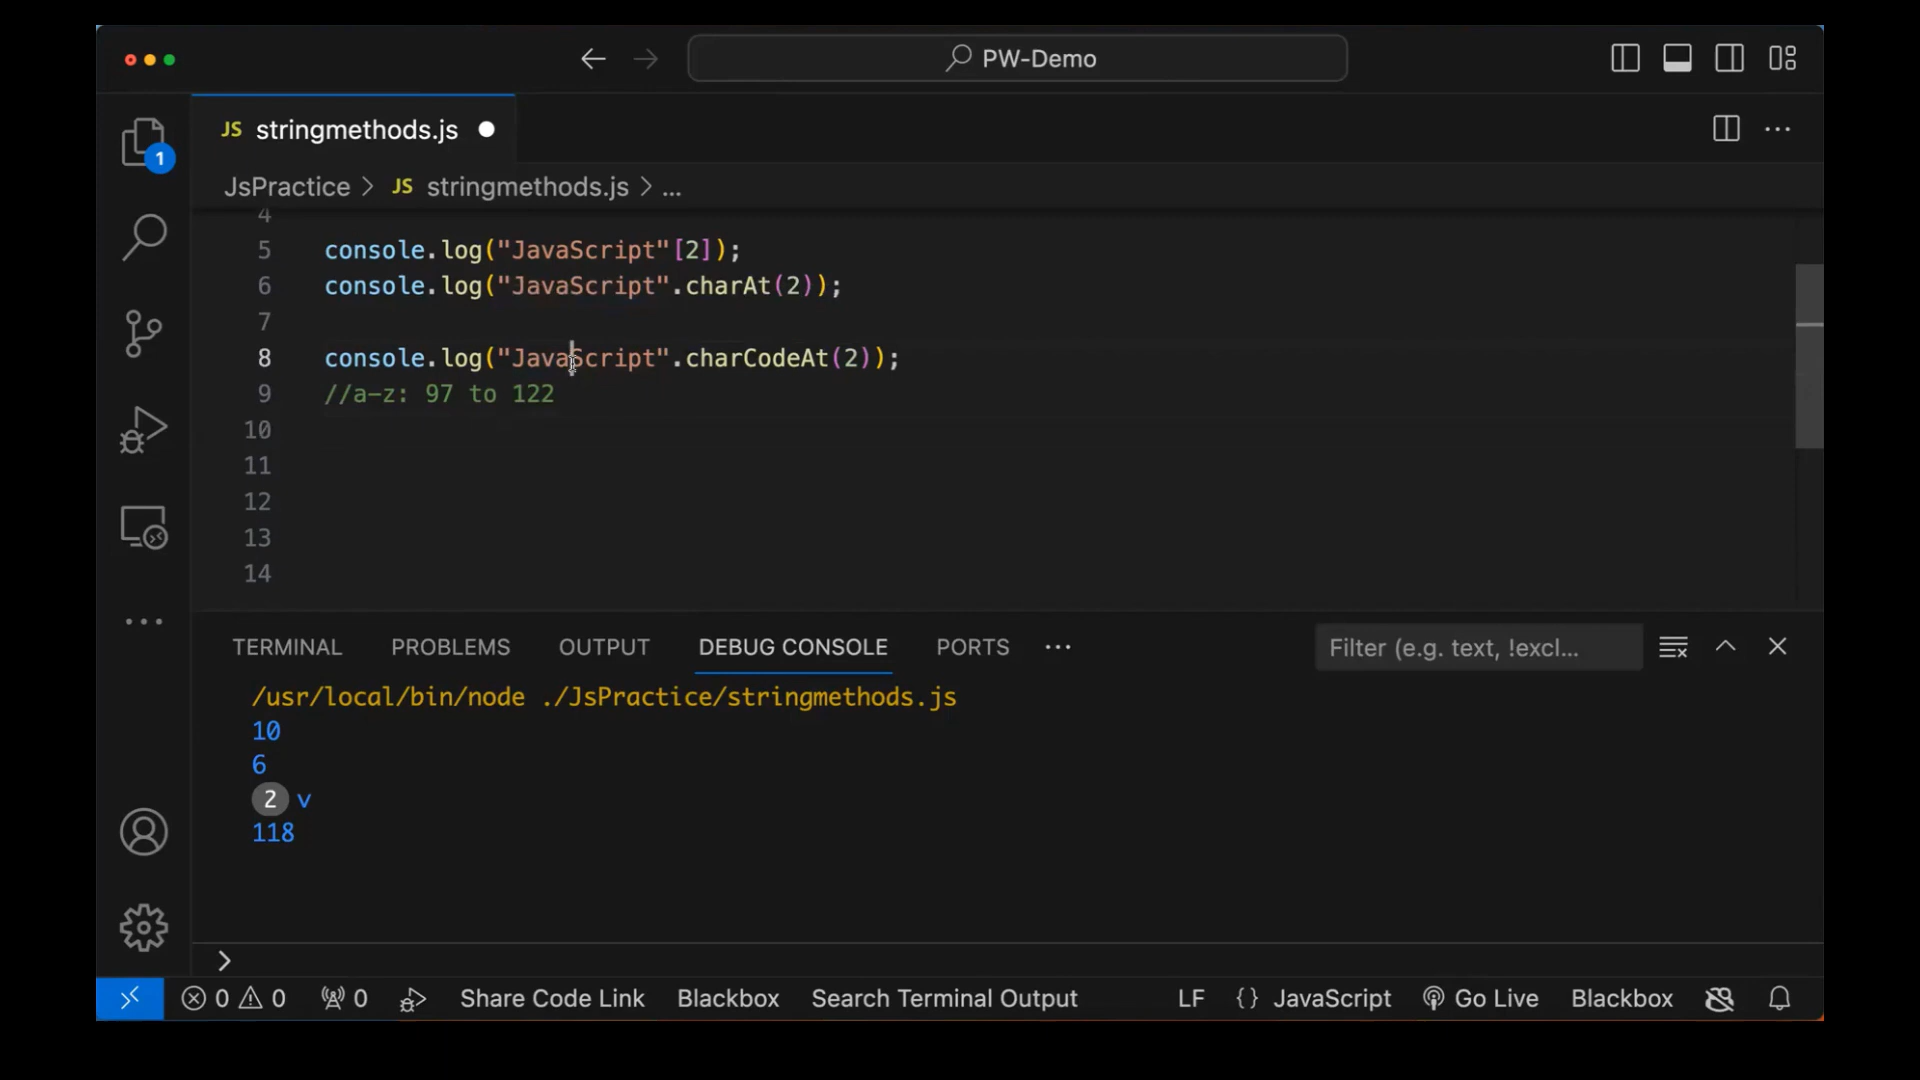 PW-Demo
JS stringmethods.js
1
JsPractice > JS stringmethods.js > ...
4
5 console.log("JavaScript"[2]);
6 console.log("JavaScript".charAt(2));
7
8 console.log("JavaScript".charCodeAt(2));
9 //a-z: 97 to 122
10
11
12
13
14
TERMINAL PROBLEMS OUTPUT DEBUG CONSOLE PORTS ... Filter (e.g. text, !excl...
/usr/local/bin/node ./JsPractice/stringmethods.js
10
6
2 v
118
>
0 0 0 Share Code Link Blackbox Search Terminal Output LF {} JavaScript Go Live Blackbox